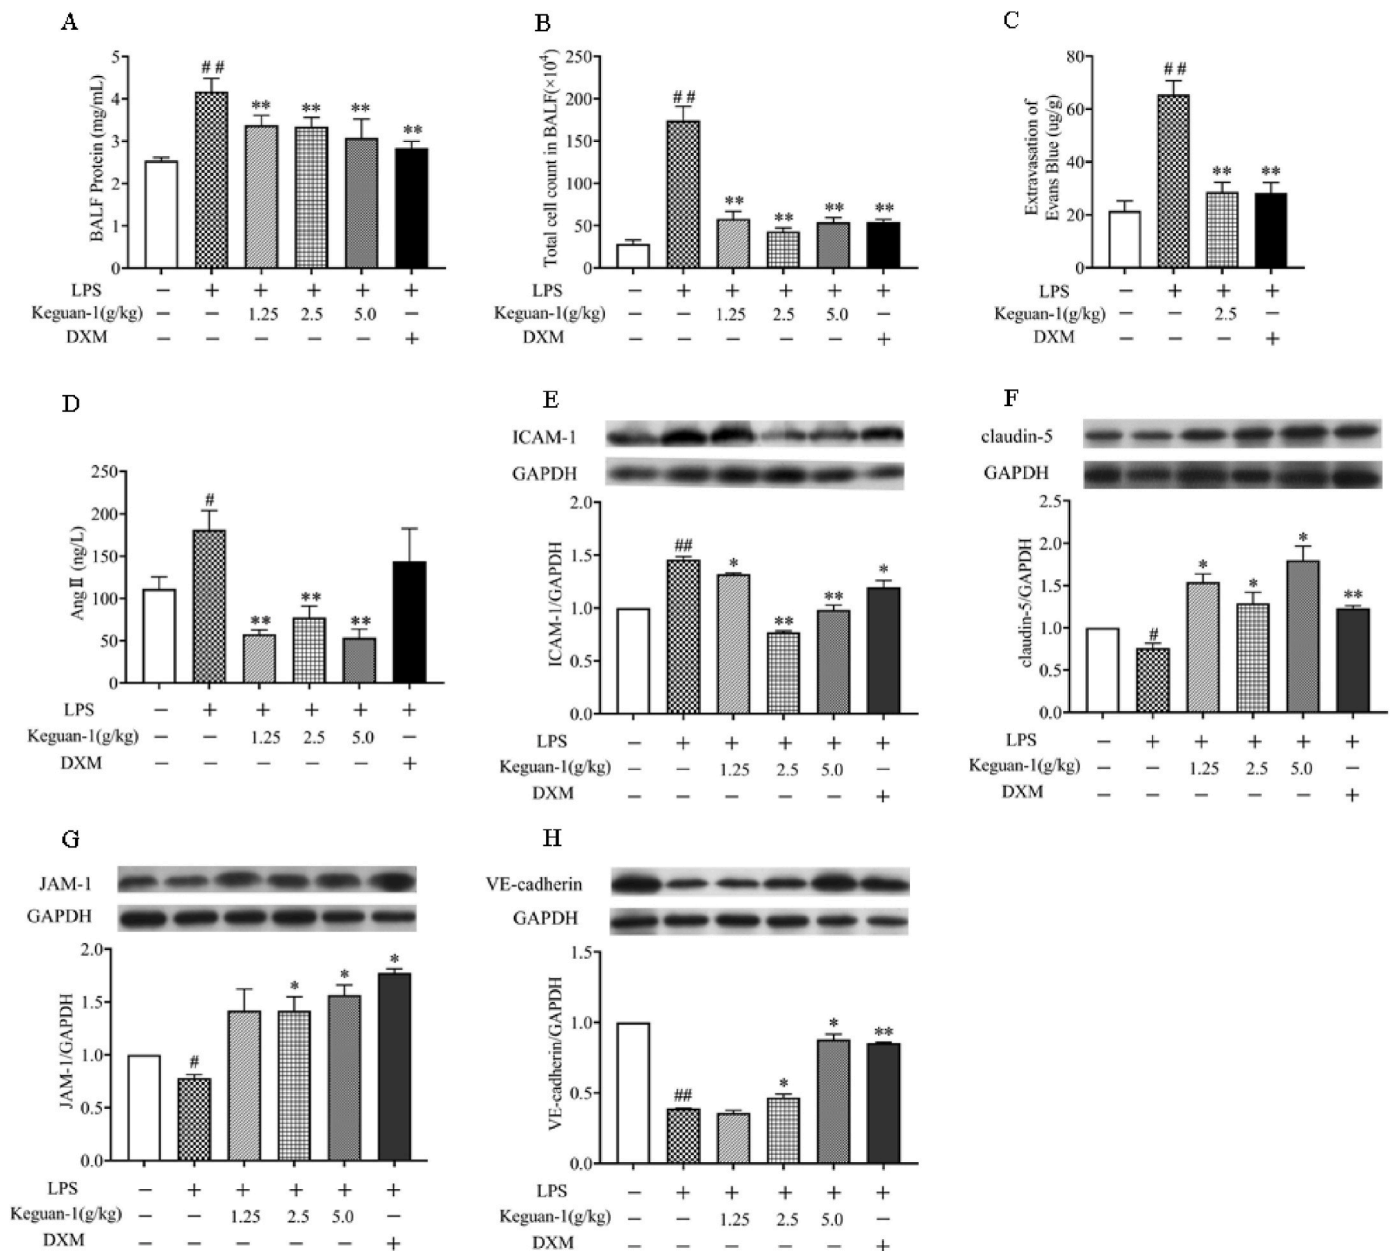 A
BALF Protein (mg/mL)
5
4
3
2
1
0
## ** ** ** **
LPS − + + + + +
Keguan-1(g/kg) − − 1.25 2.5 5.0 −
DXM − − − − − +
B
Total cell count in BALF(×10⁴)
250
200
150
100
50
0
## ** ** ** **
LPS − + + + + +
Keguan-1(g/kg) − − 1.25 2.5 5.0 −
DXM − − − − − +
C
Extravasation of
Evans Blue (ug/g)
80
60
40
20
0
## ** **
LPS − + + +
Keguan-1(g/kg) − − 2.5 −
DXM − − − +
D
Ang Ⅱ (ng/L)
250
200
150
100
50
0
# ** ** **
LPS − + + + + +
Keguan-1(g/kg) − − 1.25 2.5 5.0 −
DXM − − − − − +
E
ICAM-1
GAPDH
ICAM-1/GAPDH
2.0
1.5
1.0
0.5
0.0
## * ** ** *
LPS − + + + + +
Keguan-1(g/kg) − − 1.25 2.5 5.0 −
DXM − − − − − +
F
claudin-5
GAPDH
claudin-5/GAPDH
2.5
2.0
1.5
1.0
0.5
0.0
# * * * **
LPS − + + + + +
Keguan-1(g/kg) − − 1.25 2.5 5.0 −
DXM − − − − − +
G
JAM-1
GAPDH
JAM-1/GAPDH
2.0
1.5
1.0
0.5
0.0
# * * *
LPS − + + + + +
Keguan-1(g/kg) − − 1.25 2.5 5.0 −
DXM − − − − − +
H
VE-cadherin
GAPDH
VE-cadherin/GAPDH
1.5
1.0
0.5
0.0
## * * **
LPS − + + + + +
Keguan-1(g/kg) − − 1.25 2.5 5.0 −
DXM − − − − − +